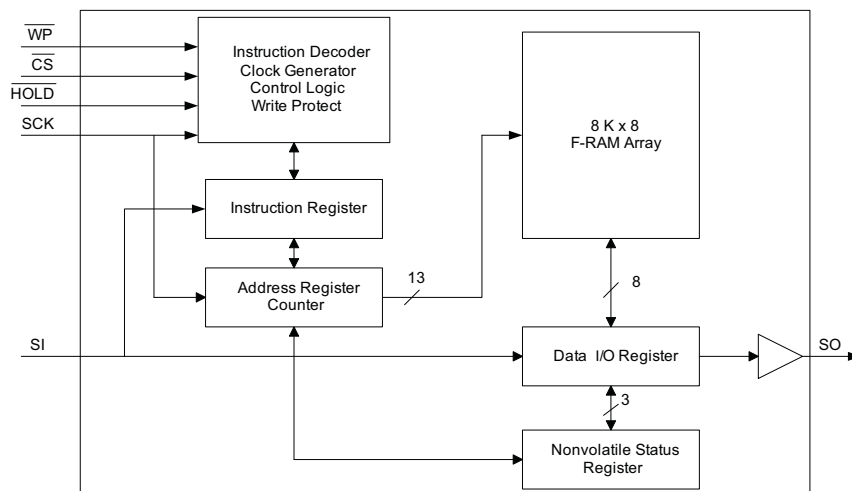 WP
CS
HOLD
SCK
Instruction Decoder
Clock Generator
Control Logic
Write Protect
8 K x 8
F-RAM Array
Instruction Register
Address Register
Counter
13
8
SI
Data I/O Register
SO
3
Nonvolatile Status
Register